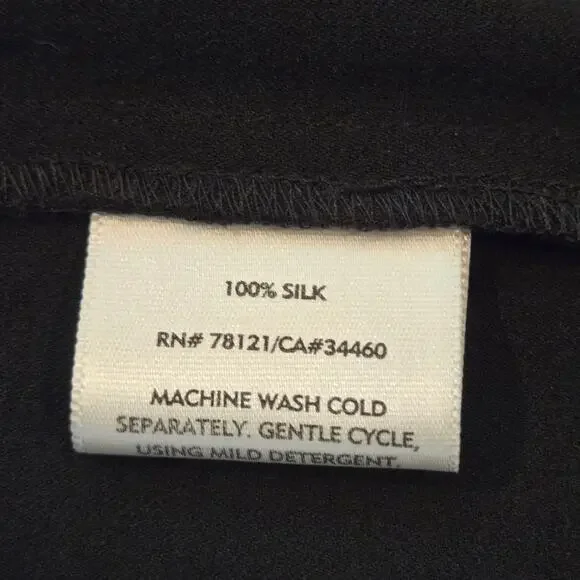 100% SILK
RN# 78121/CA#34460
MACHINE WASH COLD
SEPARATELY. GENTLE CYCLE,
USING MILD DETERGENT.